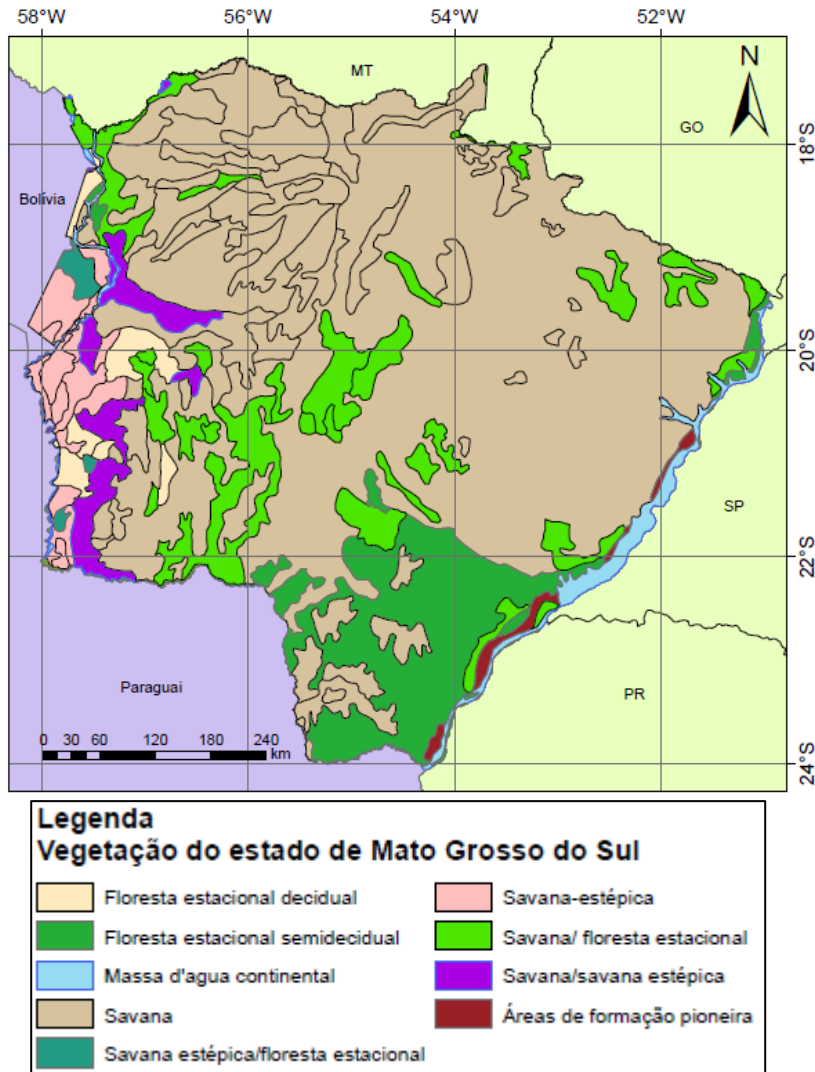 58°W 56°W 54°W 52°W
N
MT
GO
18°S
Bolívia
20°S
SP
22°S
Paraguai
PR
0 30 60 120 180 240
km
24°S
Legenda
Vegetação do estado de Mato Grosso do Sul
Floresta estacional decidual
Savana-estépica
Floresta estacional semidecidual
Savana/ floresta estacional
Massa d'agua continental
Savana/savana estépica
Savana
Áreas de formação pioneira
Savana estépica/floresta estacional